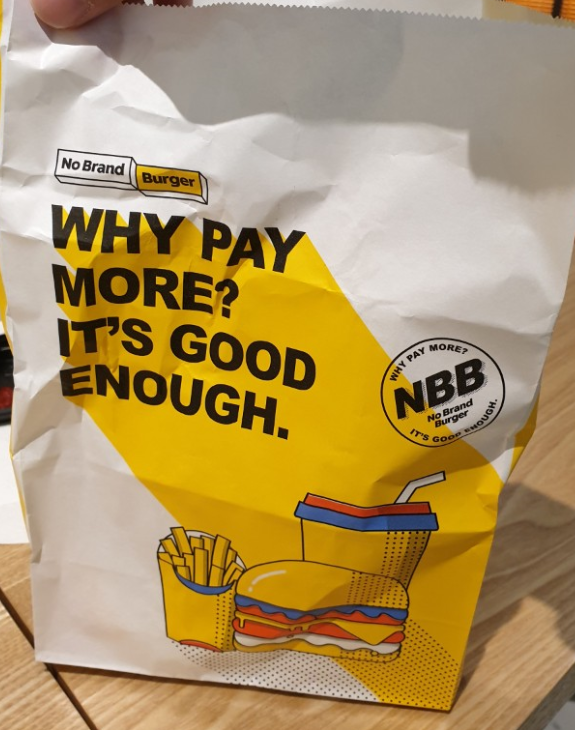 No Brand Burger
WHY PAY
MORE?
IT'S GOOD
ENOUGH.
WHY PAY MORE?
NBB
No Brand
Burger
IT'S GOOD ENOUGH.